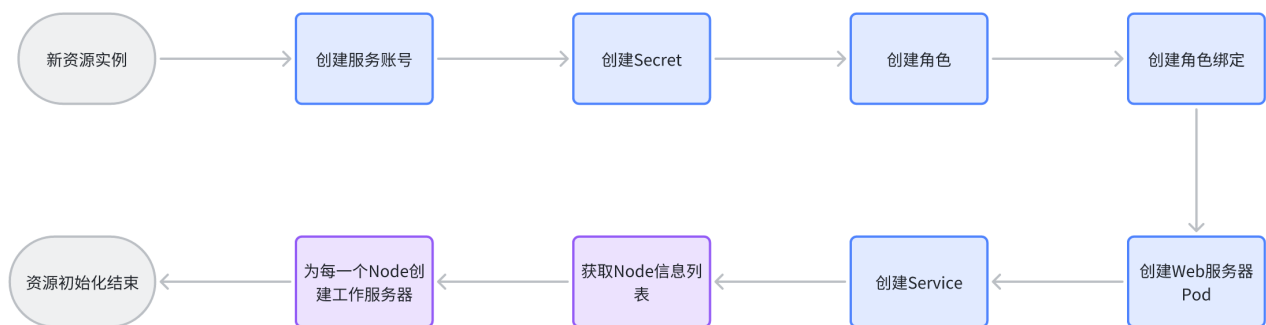 新资源实例
创建服务账号
创建Secret
创建角色
创建角色绑定
创建Web服务器
Pod
创建Service
获取Node信息列
表
为每一个Node创
建工作服务器
资源初始化结束